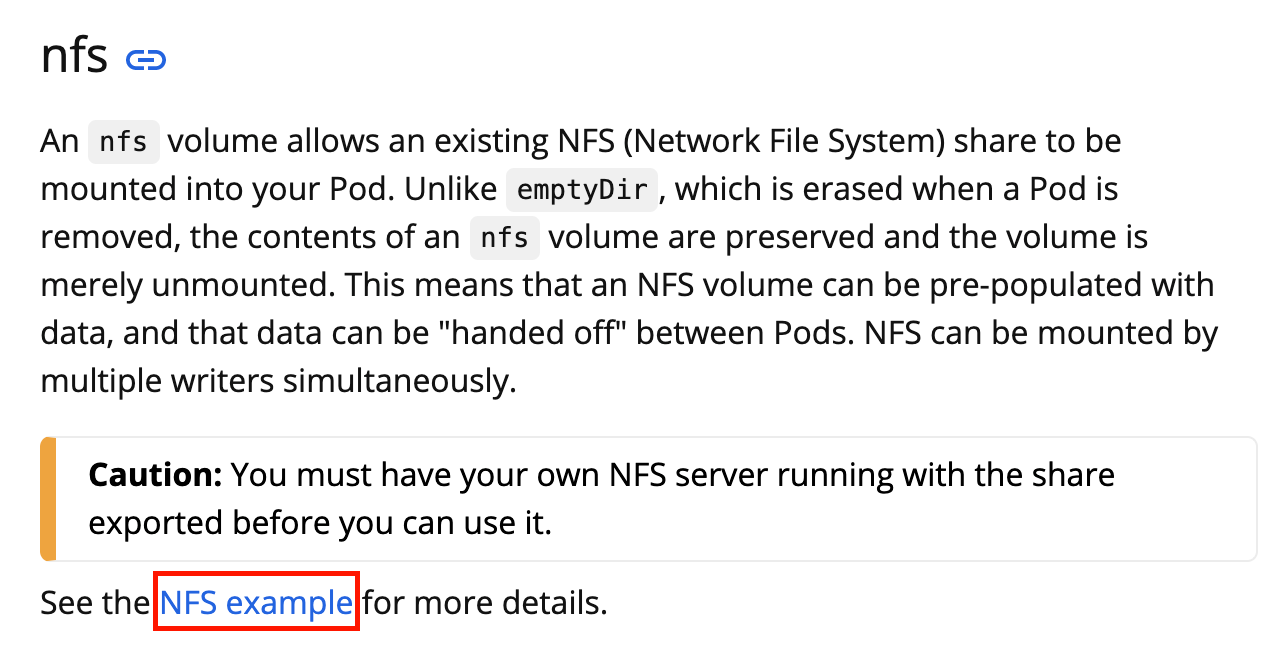 nfs
An nfs volume allows an existing NFS (Network File System) share to be
mounted into your Pod. Unlike emptyDir, which is erased when a Pod is
removed, the contents of an nfs volume are preserved and the volume is
merely unmounted. This means that an NFS volume can be pre-populated with
data, and that data can be "handed off" between Pods. NFS can be mounted by
multiple writers simultaneously.
Caution: You must have your own NFS server running with the share
exported before you can use it.
See the NFS example for more details.